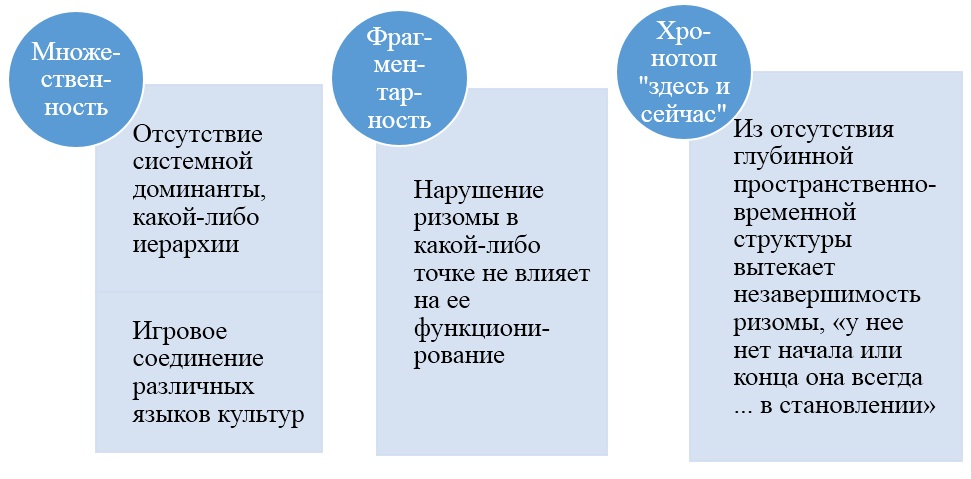 Множе-
ствен-
ность
Отсутствие
системной
доминанты,
какой-либо
иерархии
Игровое
соединение
различных
языков культур
Фраг-
мен-
тар-
ность
Нарушение
ризомы в
какой-либо
точке не влияет
на ее
функциони-
рование
Хро-
нотоп
"здесь и
сейчас"
Из отсутствия
глубинной
пространственно-
временной
структуры
вытекает
незавершимость
ризомы, «у нее
нет начала или
конца она всегда
... в становлении»